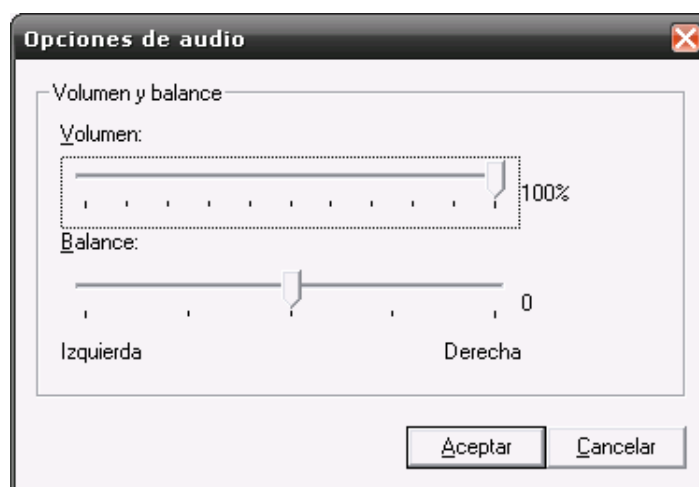 Opciones de audio
Volumen y balance
Volumen:
100%
Balance:
0
Izquierda Derecha
Aceptar Cancelar